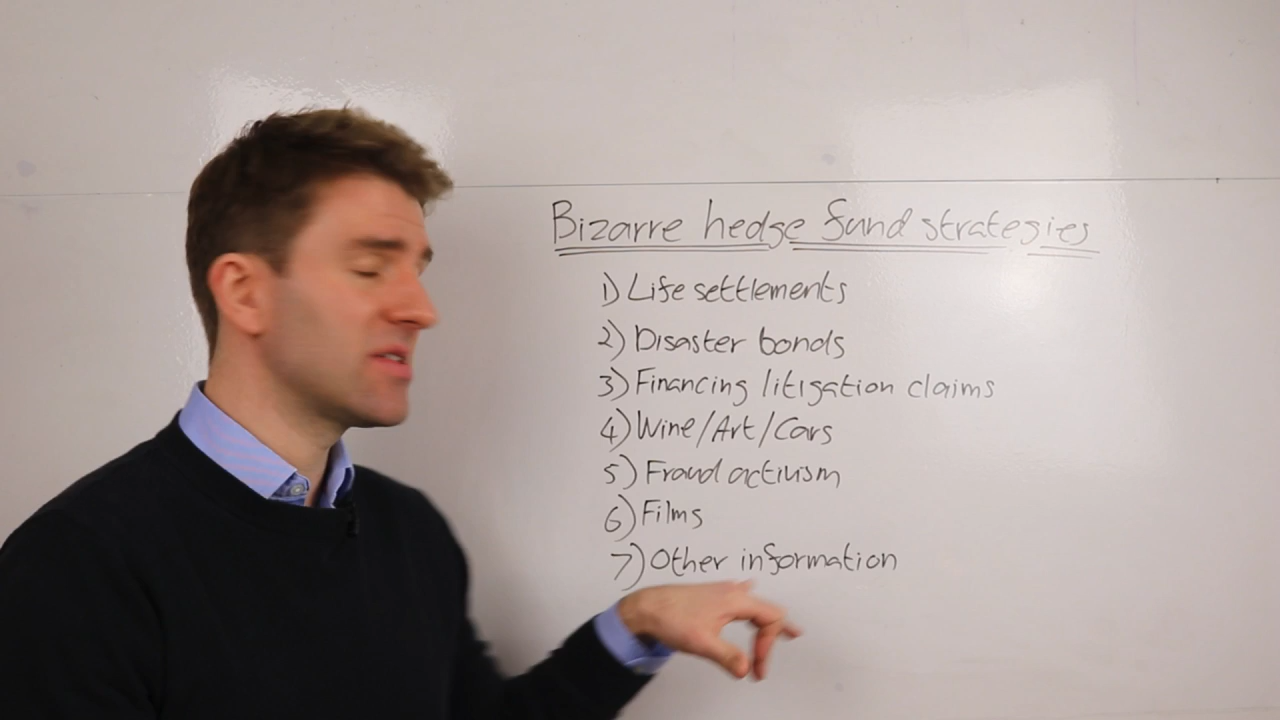 Bizarre hedge fund strategies
1) Life settlements
2) Disaster bonds
3) Financing litigation claims
4) Wine/Art/Cars
5) Fraud activism
6) Films
7) Other information